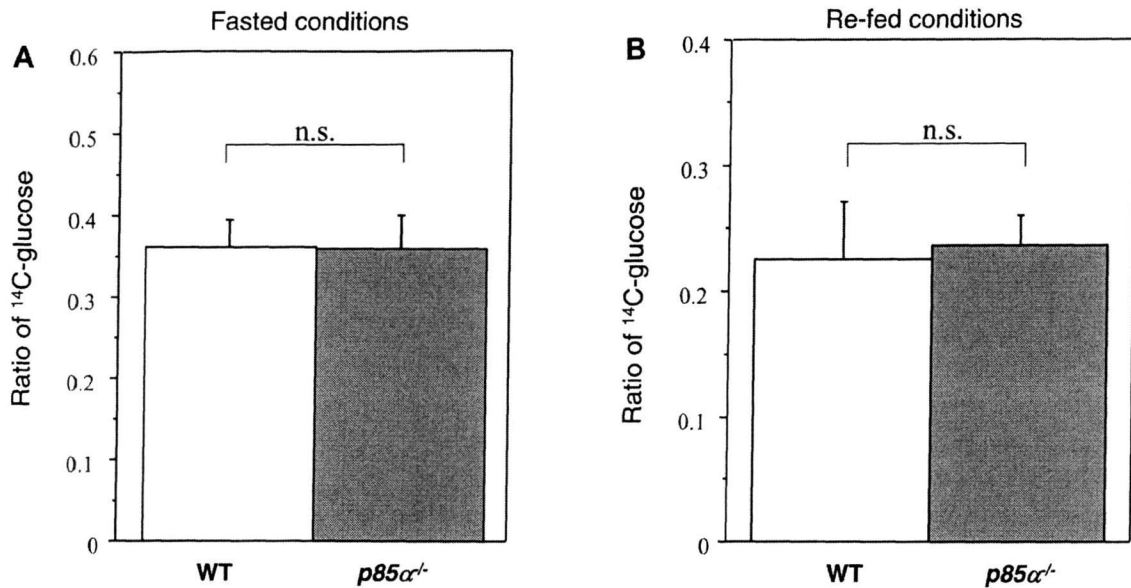 Fasted conditions
A
0.6
0.5
0.4
0.3
0.2
0.1
0
Ratio of ¹⁴C-glucose
n.s.
WT
p85α⁻/⁻
Re-fed conditions
B
0.4
0.3
0.2
0.1
0
Ratio of ¹⁴C-glucose
n.s.
WT
p85α⁻/⁻